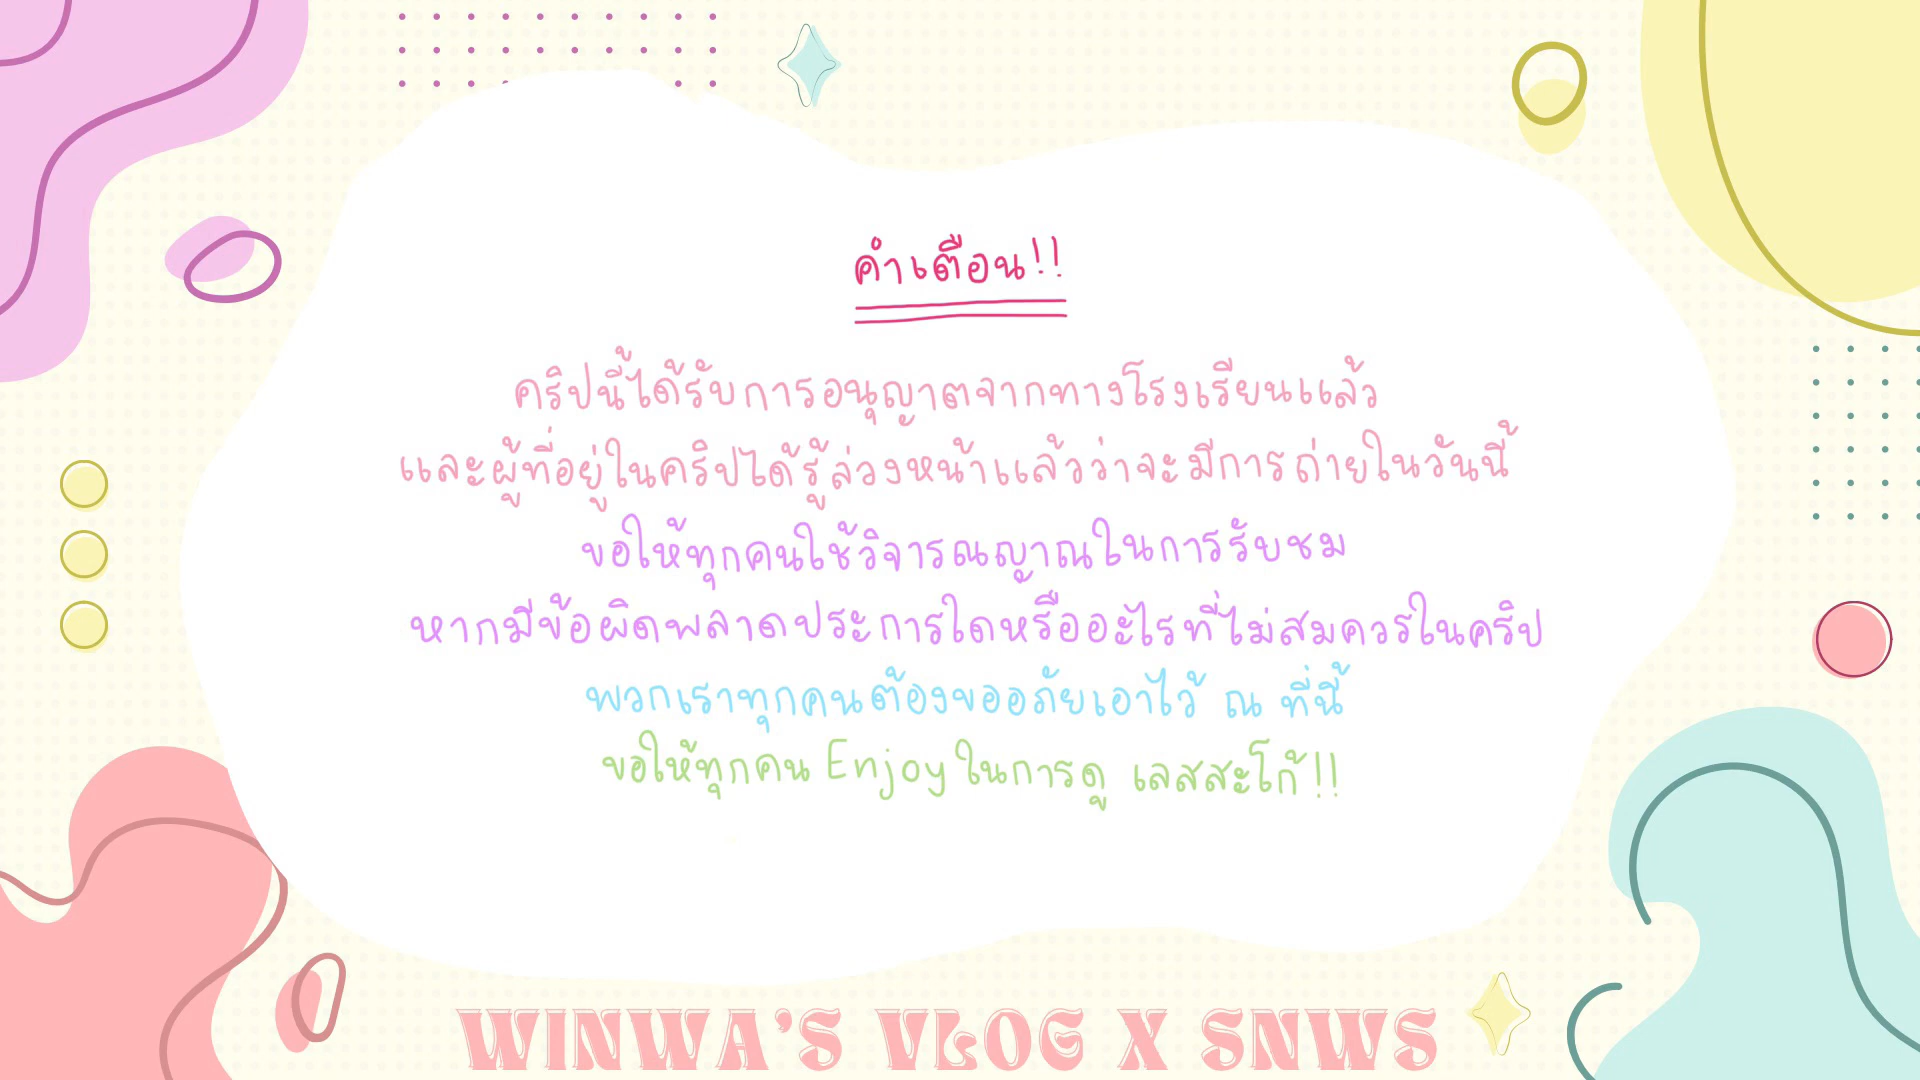 คำเตือน!!
คริปนี้ได้รับการอนุญาตจากทางโรงเรียนแล้ว
และผู้ที่อยู่ในคริปได้รู้ล่วงหน้าแล้วว่าจะมีการถ่ายในวันนี้
ขอให้ทุกคนใช้วิจารณญาณในการรับชม
หากมีข้อผิดพลาดประการใดหรืออะไรที่ไม่สมควรในคริป
พวกเราทุกคนต้องขออภัยเอาไว้ ณ ที่นี้
ขอให้ทุกคน Enjoy ในการดู เลสสะโก้!!
WINWA'S VLOG X SNWS